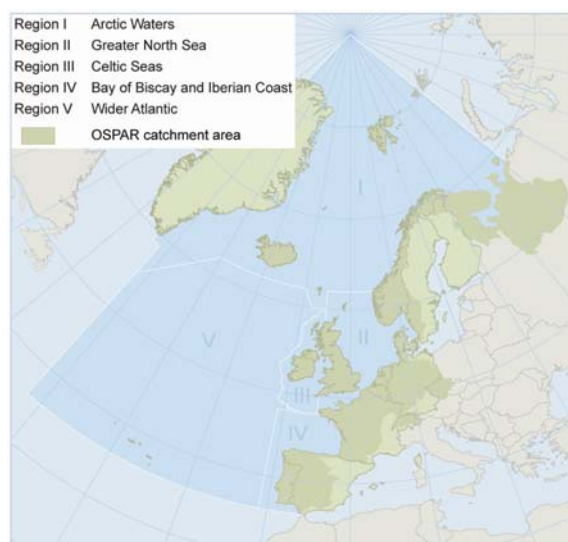 Region I Arctic Waters
Region II Greater North Sea
Region III Celtic Seas
Region IV Bay of Biscay and Iberian Coast
Region V Wider Atlantic
OSPAR catchment area
I
II
V
III
IV